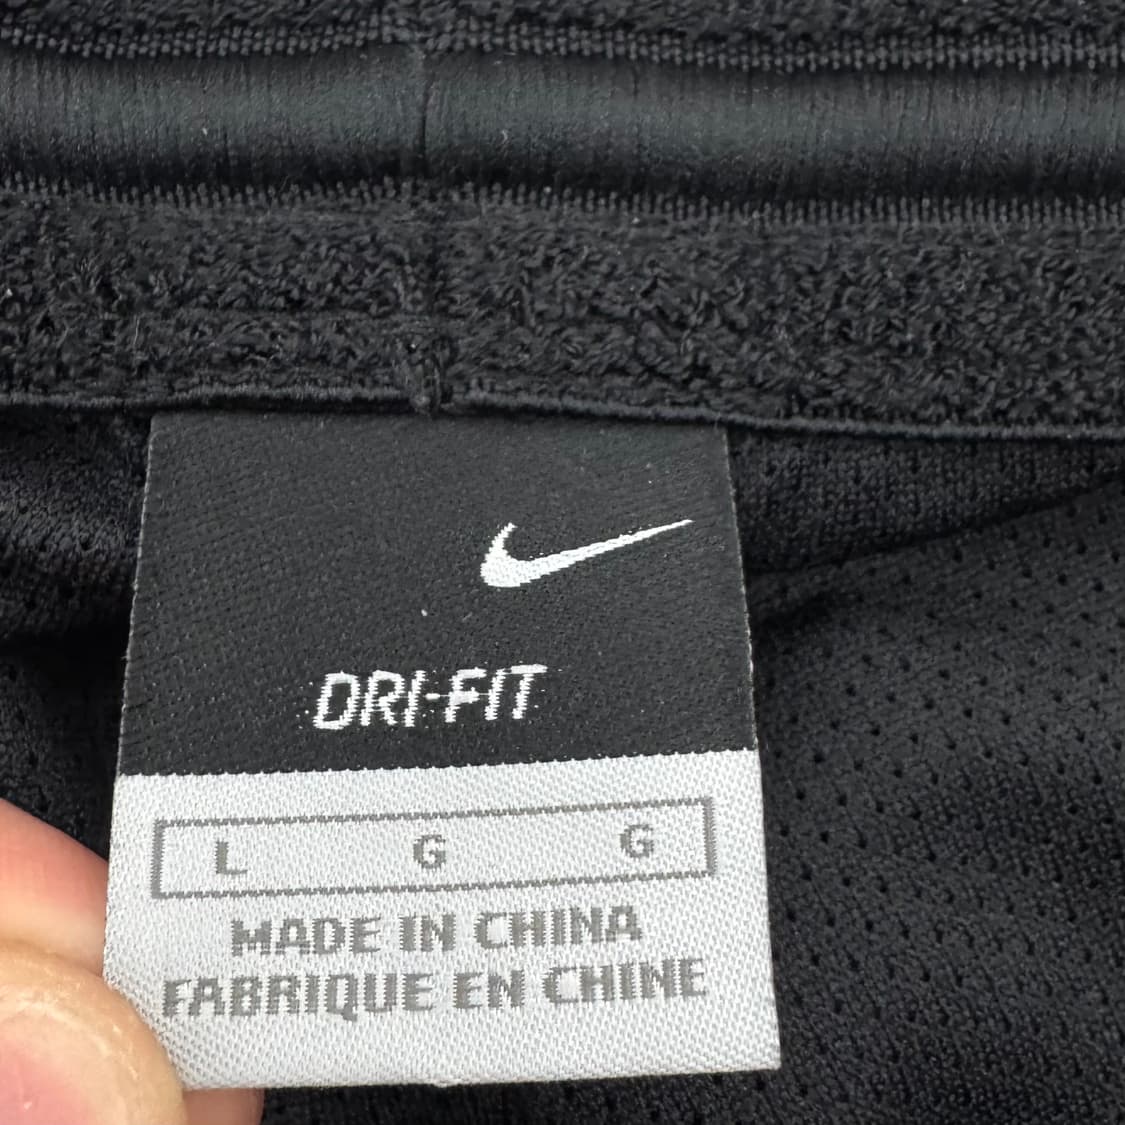 DRI-FIT
L G G
MADE IN CHINA
FABRIQUE EN CHINE